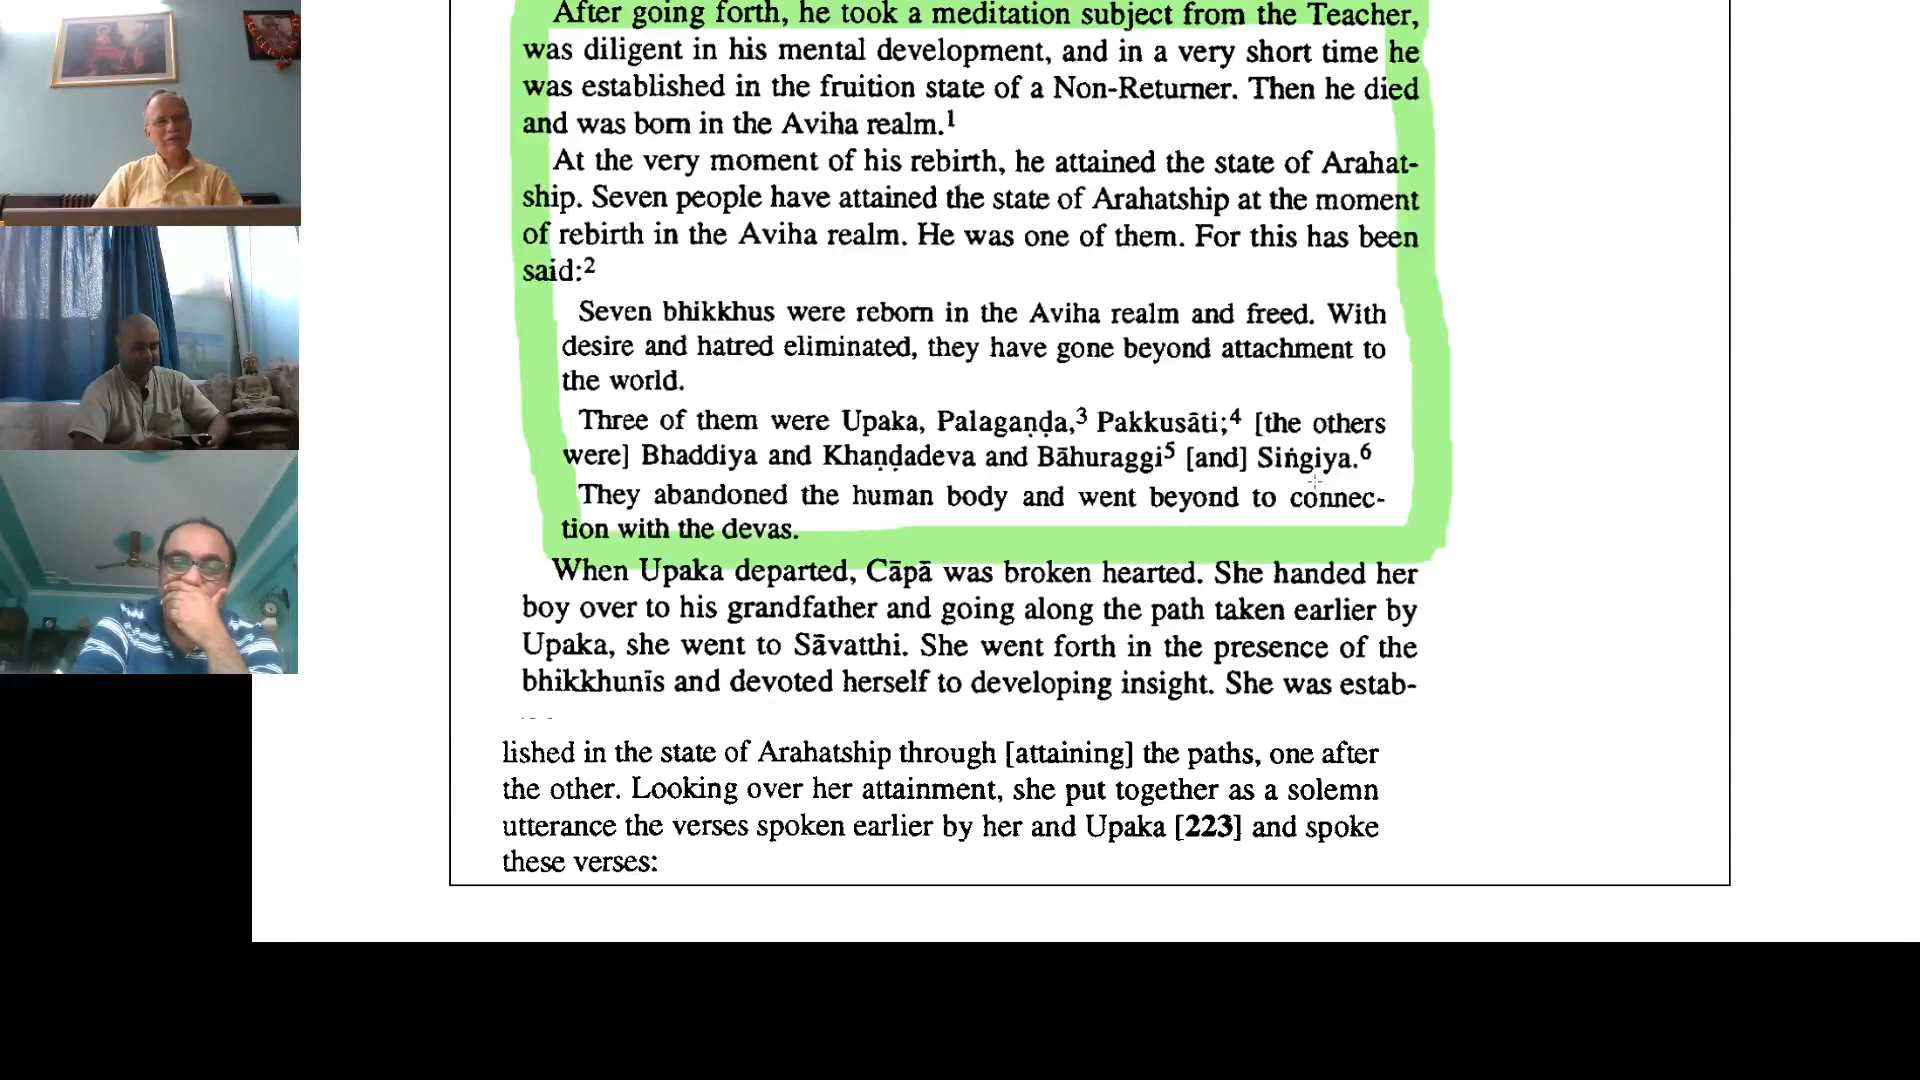 After going forth, he took a meditation subject from the Teacher,
was diligent in his mental development, and in a very short time he
was established in the fruition state of a Non-Returner. Then he died
and was born in the Aviha realm.1
At the very moment of his rebirth, he attained the state of Arahat-
ship. Seven people have attained the state of Arahatship at the moment
of rebirth in the Aviha realm. He was one of them. For this has been
said:2
Seven bhikkhus were reborn in the Aviha realm and freed. With
desire and hatred eliminated, they have gone beyond attachment to
the world.
Three of them were Upaka, Palagaṇḍa,3 Pakkusāti;4 [the others
were] Bhaddiya and Khaṇḍadeva and Bāhuraggi5 [and] Siṅgiya.6
They abandoned the human body and went beyond to connec-
tion with the devas.
When Upaka departed, Cāpā was broken hearted. She handed her
boy over to his grandfather and going along the path taken earlier by
Upaka, she went to Sāvatthi. She went forth in the presence of the
bhikkhunīs and devoted herself to developing insight. She was estab-
lished in the state of Arahatship through [attaining] the paths, one after
the other. Looking over her attainment, she put together as a solemn
utterance the verses spoken earlier by her and Upaka [223] and spoke
these verses: